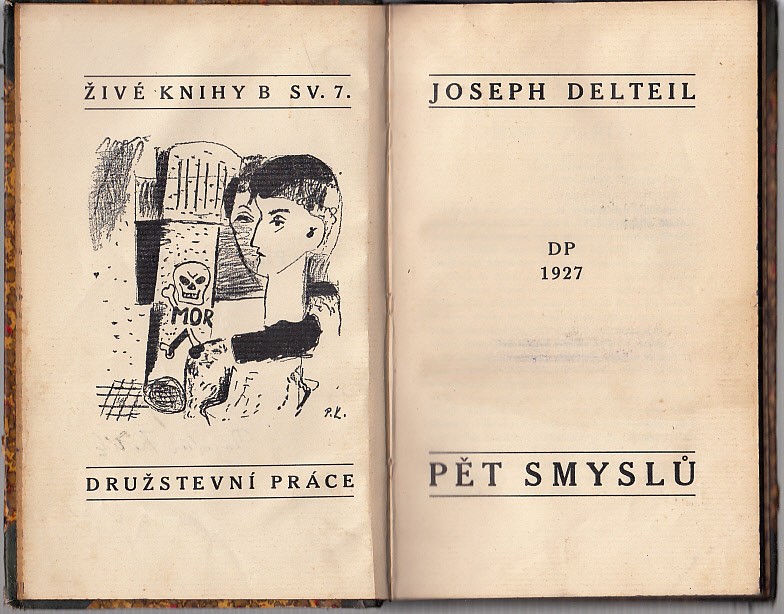 ŽIVÉ KNIHY B SV. 7.
MOR
P.K.
DRUŽSTEVNÍ PRÁCE
JOSEPH DELTEIL
DP
1927
PĚT SMYSLŮ